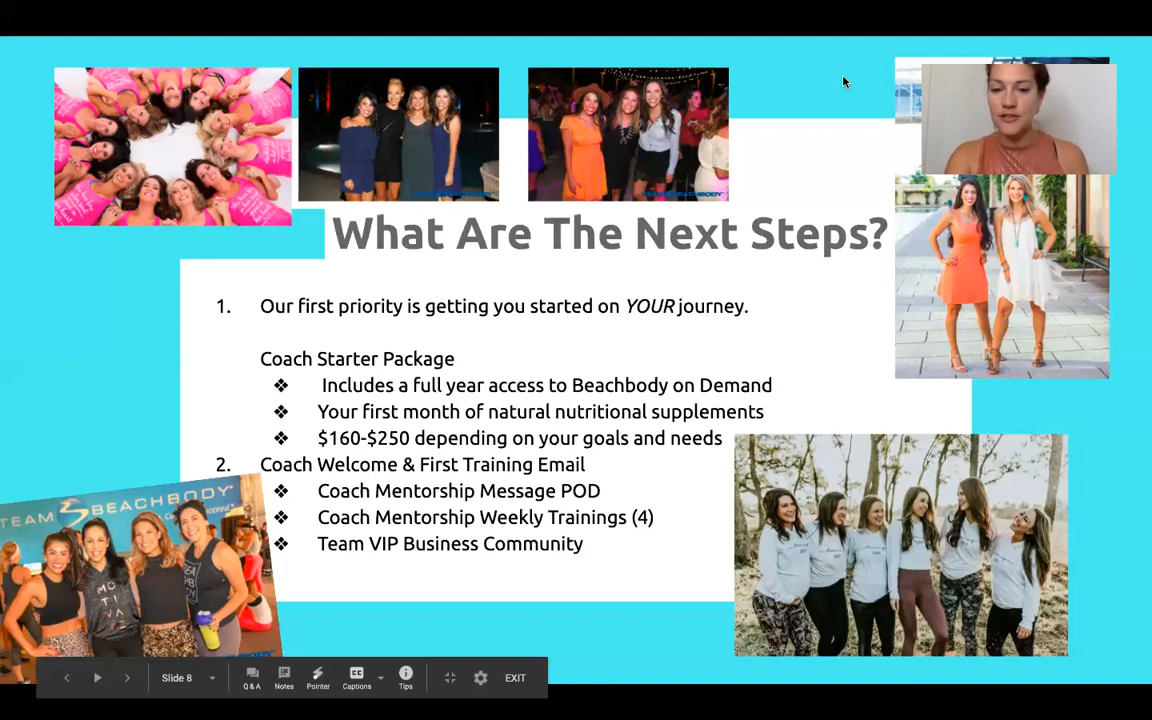 What Are The Next Steps?
1. Our first priority is getting you started on YOUR journey.
Coach Starter Package
❖ Includes a full year access to Beachbody on Demand
❖ Your first month of natural nutritional supplements
❖ $160-$250 depending on your goals and needs
2. Coach Welcome & First Training Email
❖ Coach Mentorship Message POD
❖ Coach Mentorship Weekly Trainings (4)
❖ Team VIP Business Community
TEAM BEACHBODY
MOTIVA
Slide 8
Q & A
Notes
Pointer
CC
Captions
Tips
EXIT